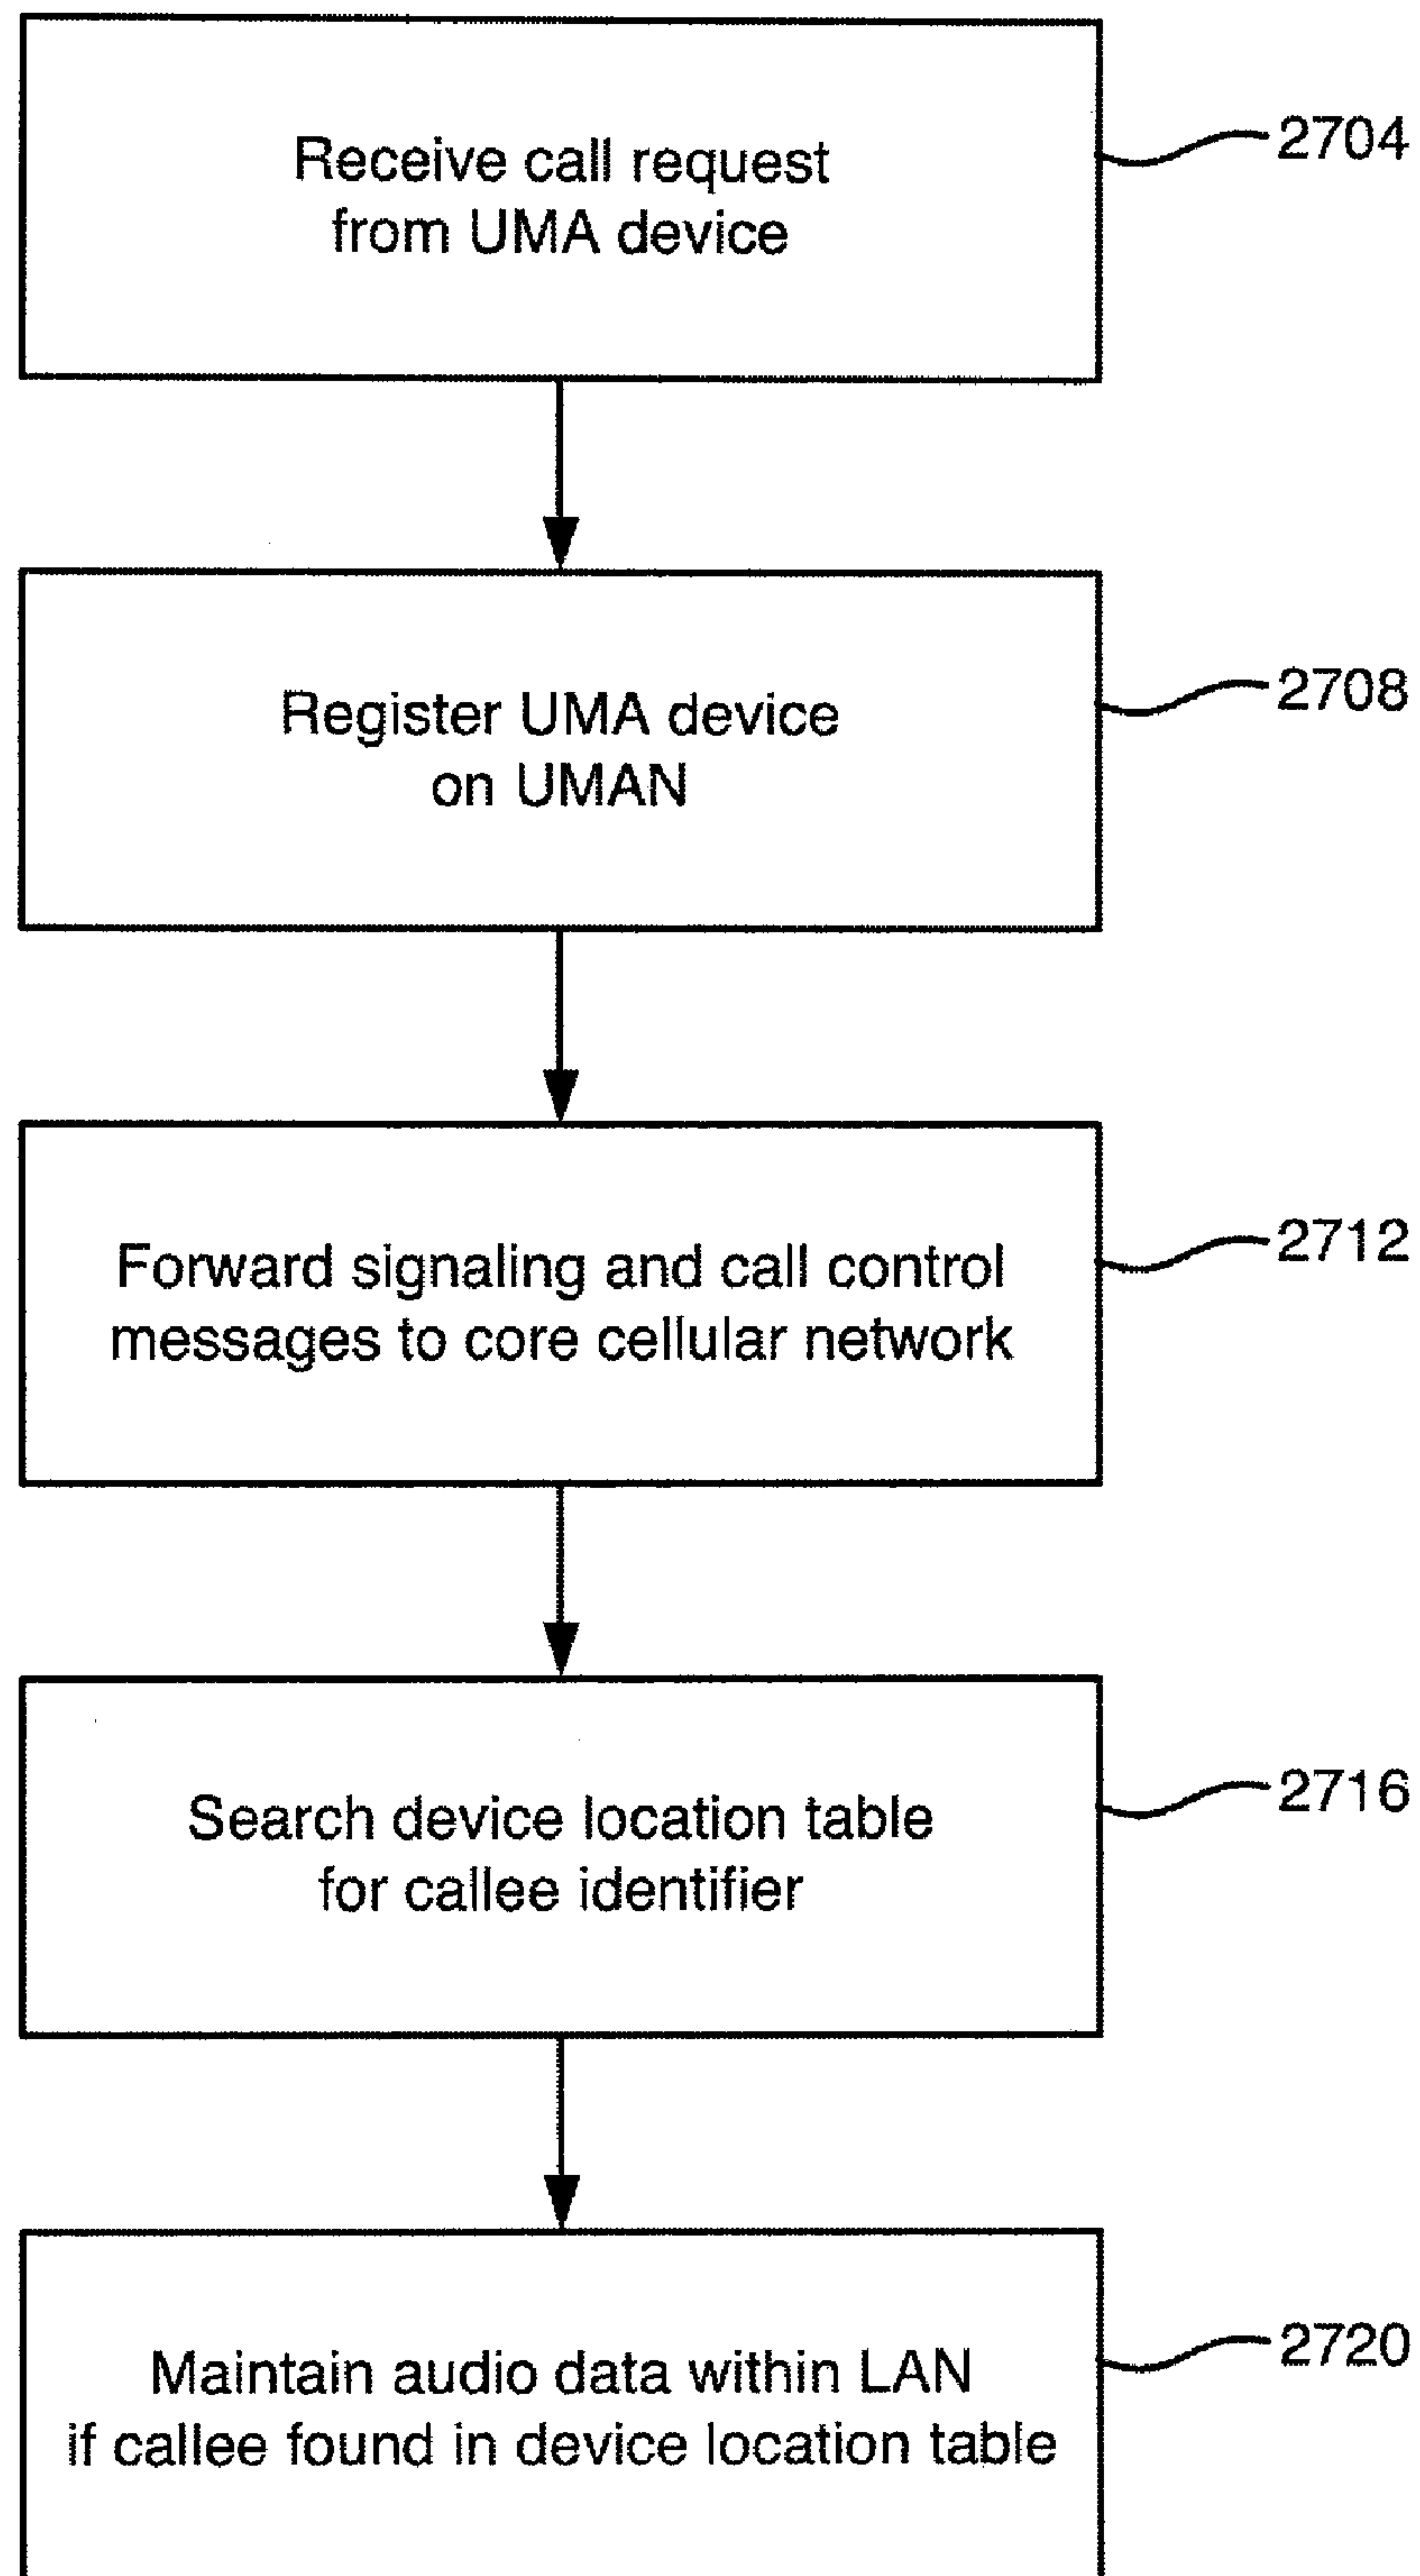 Receive call request
from UMA device
2704
Register UMA device
on UMAN
2708
Forward signaling and call control
messages to core cellular network
2712
Search device location table
for callee identifier
2716
Maintain audio data within LAN
if callee found in device location table
2720